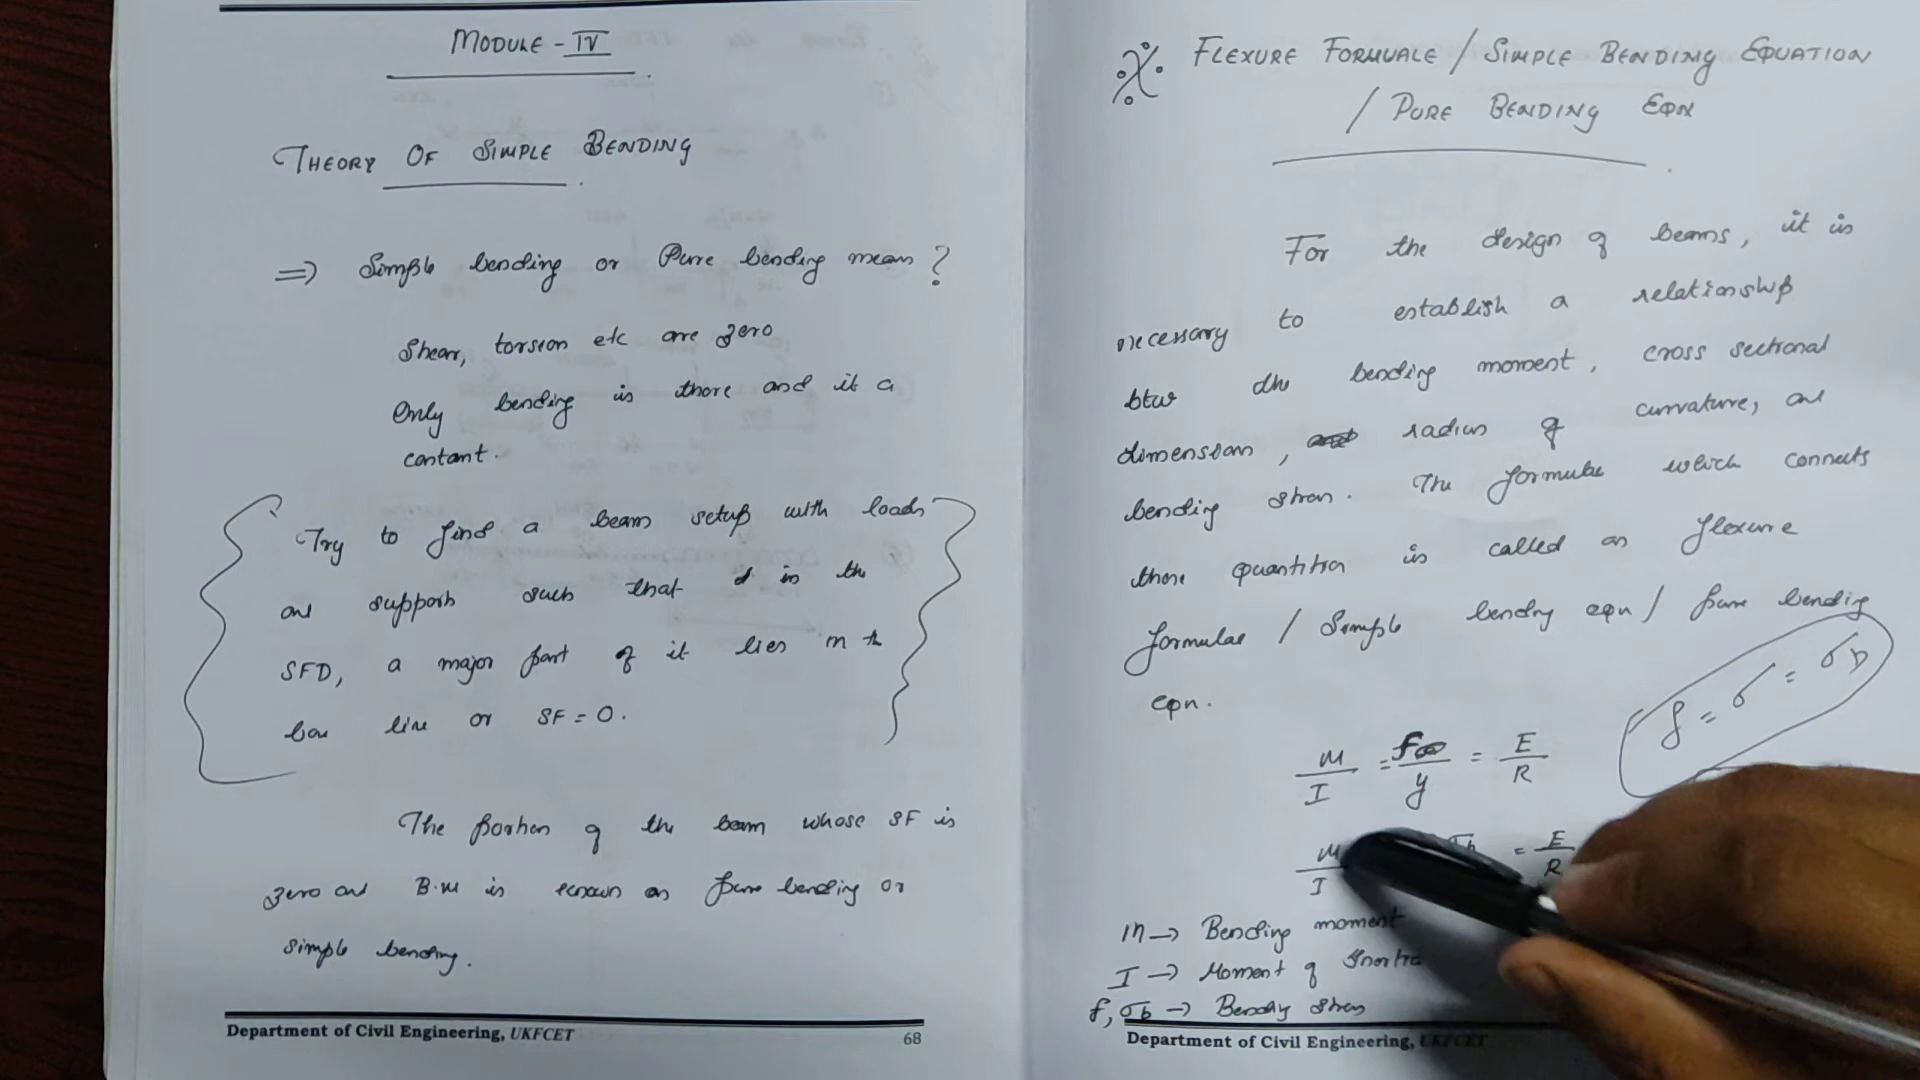 MODULE - IV
THEORY OF SIMPLE BENDING
⇒ Simple bending or Pure bending means ?
Shear, torsion etc are zero
Only bending is there and it a
contant.
Try to find a beam setup with loads
and supports such that in the
SFD, a major part of it lies in the
base line or SF = 0.
The portion of the beam whose SF is
zero and B.M is known as pure bending or
simple bending.
Department of Civil Engineering, UKFCET
68
FLEXURE FORMUALE / SIMPLE BENDING EQUATION
/ PURE BENDING EQN
For the design of beams, it is
necessary to establish a relationship
btw the bending moment, cross sectional
dimension, radius of curvature, and
bending stress. The formulae which connects
these quantities is called as flexure
formulae / Simple bending eqn / pure bending
eqn.
f = σ = σb
M/I = f/y = E/R
M/I σb = E/R
M → Bending moment
I → Moment of Inertia
f, σb → Bending stress
Department of Civil Engineering, UKFCET